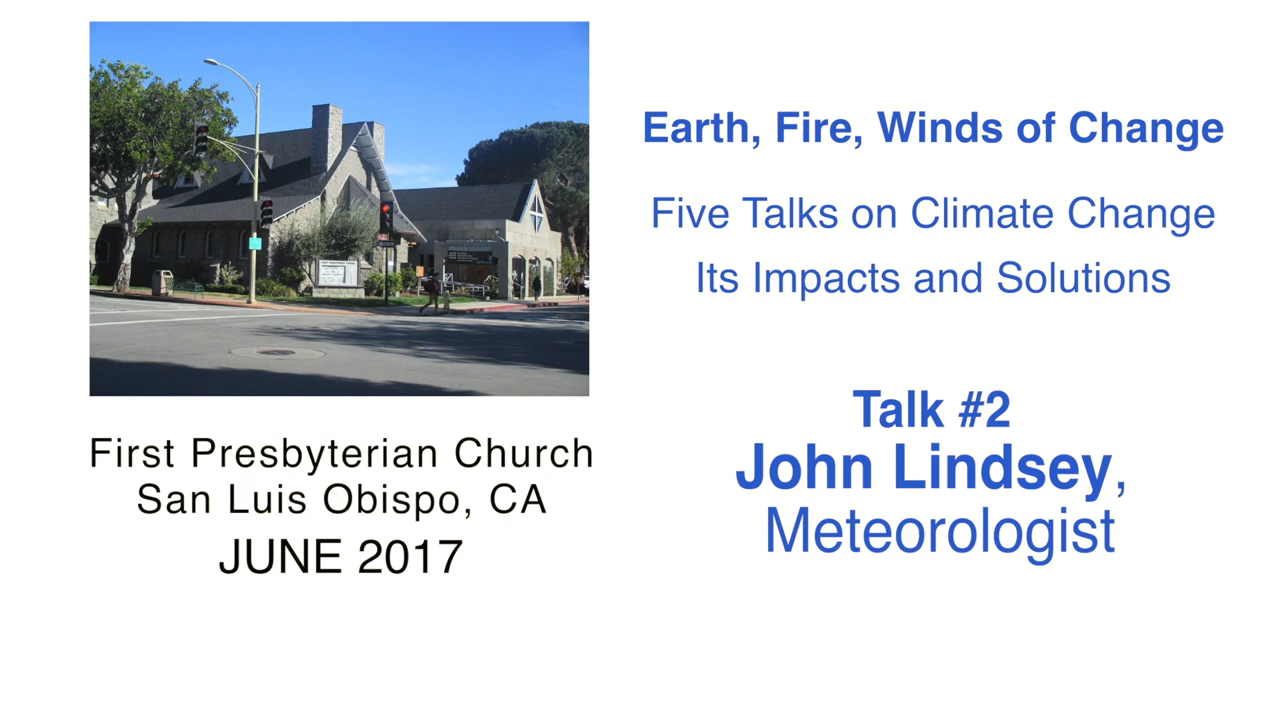 Earth, Fire, Winds of Change
Five Talks on Climate Change
Its Impacts and Solutions
Talk #2
John Lindsey,
Meteorologist
First Presbyterian Church
San Luis Obispo, CA
JUNE 2017